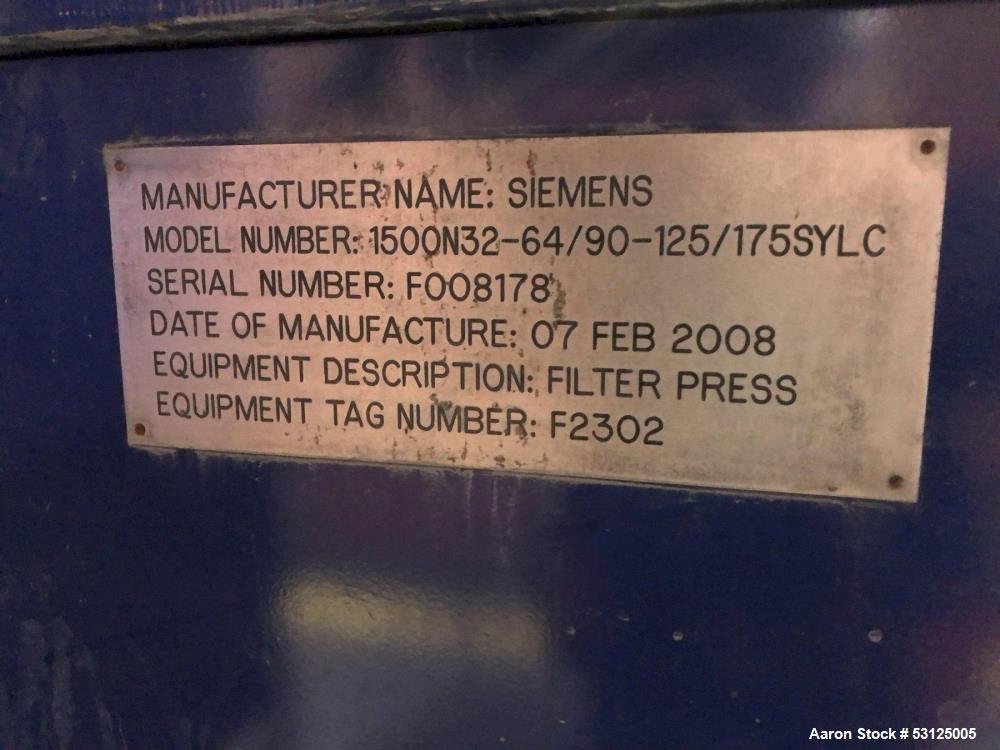 MANUFACTURER NAME: SIEMENS
MODEL NUMBER: 1500N32-64/90-125/175SYLC
SERIAL NUMBER: F008178
DATE OF MANUFACTURE: 07 FEB 2008
EQUIPMENT DESCRIPTION: FILTER PRESS
EQUIPMENT TAG NUMBER: F2302
Aaron Stock # 53125005